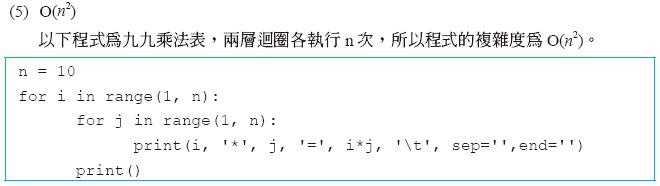 (5) O(n²)
以下程式爲九九乘法表，兩層迴圈各執行 n 次，所以程式的複雜度爲 O(n²)。
n = 10
for i in range(1, n):
      for j in range(1, n):
            print(i, '*', j, '=', i*j, '\t', sep='',end='')
      print()